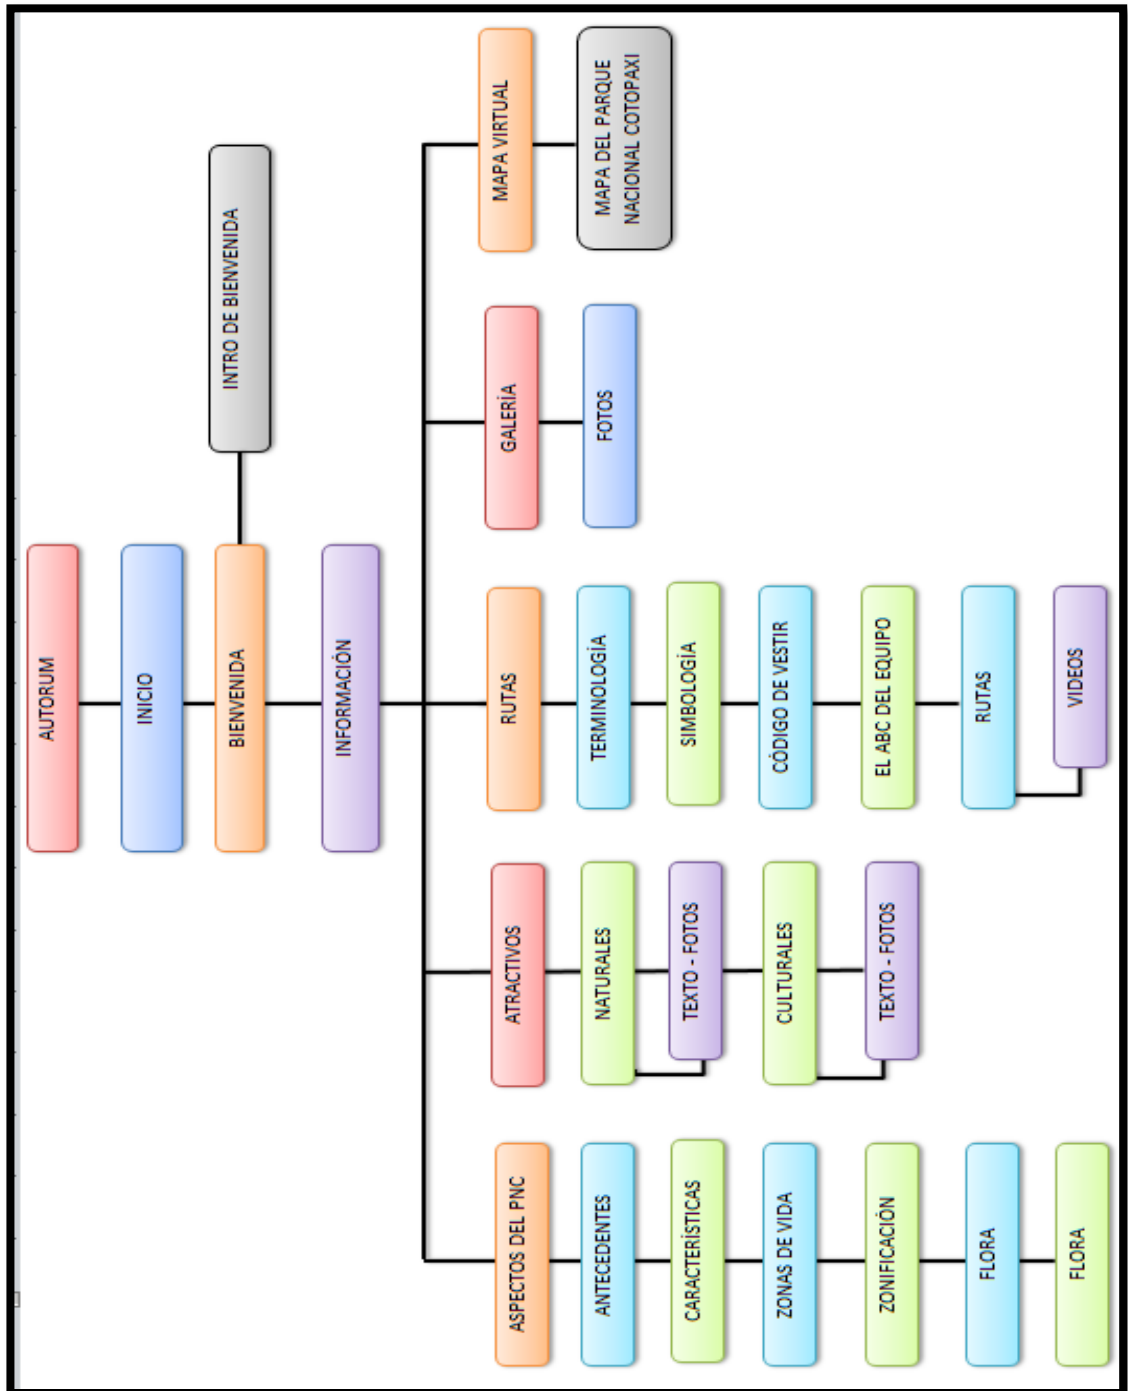 AUTORUM
INICIO
BIENVENIDA
INTRO DE BIENVENIDA
INFORMACIÓN
ASPECTOS DEL PNC
ANTECEDENTES
CARACTERÍSTICAS
ZONAS DE VIDA
ZONIFICACIÓN
FLORA
FLORA
ATRACTIVOS
NATURALES
TEXTO - FOTOS
CULTURALES
TEXTO - FOTOS
RUTAS
TERMINOLOGÍA
SIMBOLOGÍA
CÓDIGO DE VESTIR
EL ABC DEL EQUIPO
RUTAS
VIDEOS
GALERÍA
FOTOS
MAPA VIRTUAL
MAPA DEL PARQUE
NACIONAL COTOPAXI